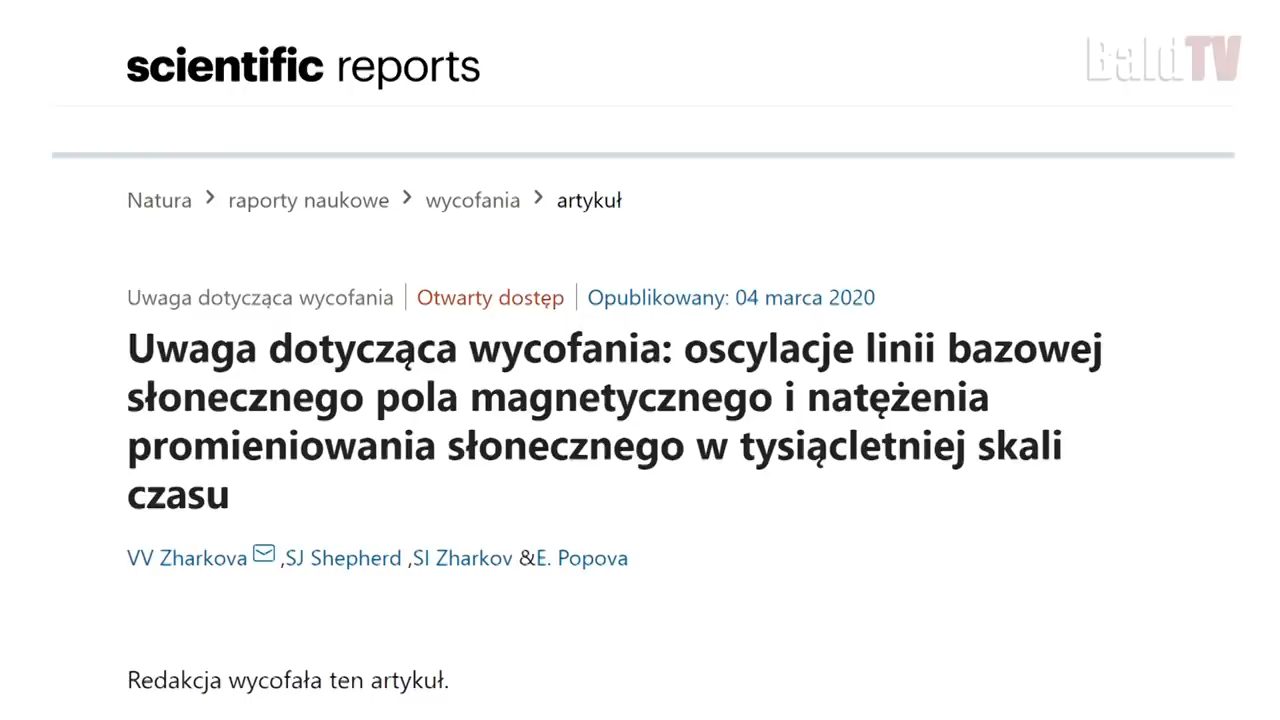 scientific reports
BaldTV
Natura > raporty naukowe > wycofania > artykuł
Uwaga dotycząca wycofania | Otwarty dostęp | Opublikowany: 04 marca 2020
Uwaga dotycząca wycofania: oscylacje linii bazowej
słonecznego pola magnetycznego i natężenia
promieniowania słonecznego w tysiącletniej skali
czasu
VV Zharkova ,SJ Shepherd ,SI Zharkov &E. Popova
Redakcja wycofała ten artykuł.